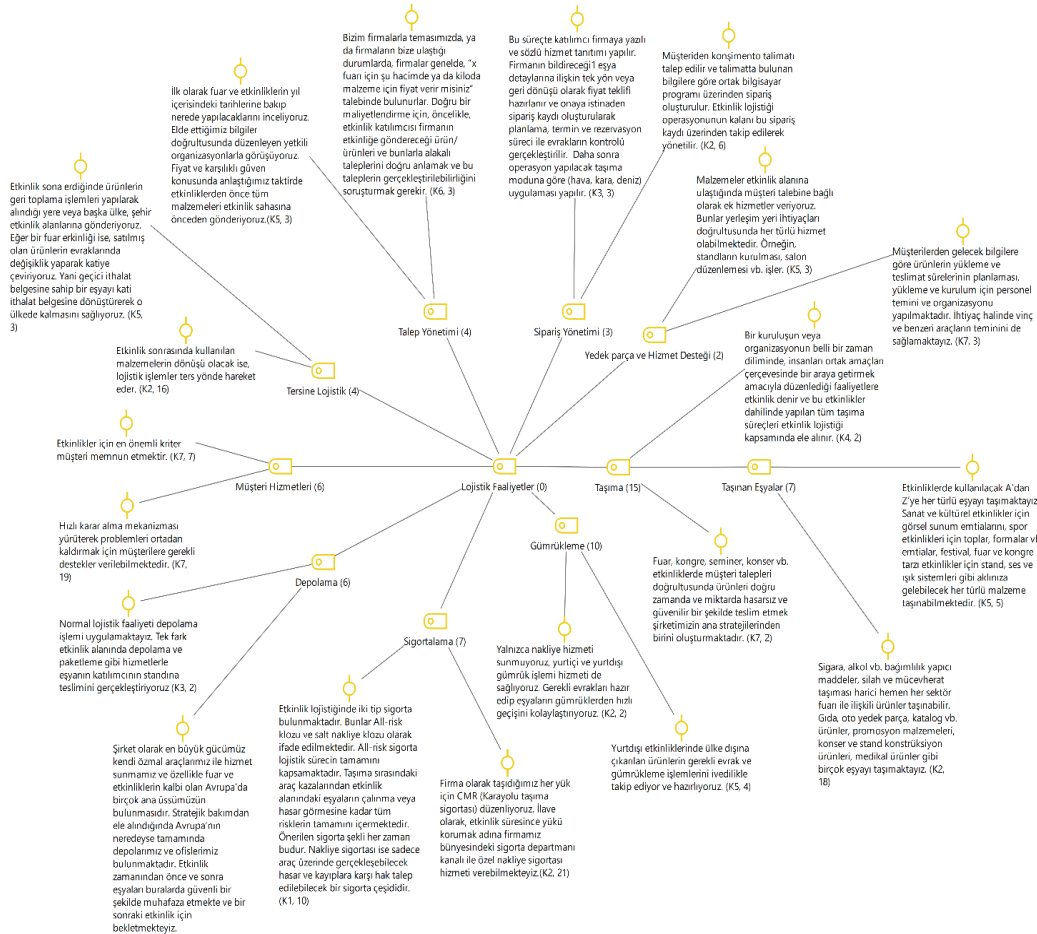 Bizim firmalarla temasımızda, ya
da firmaların bize ulaştığı
durumlarda, firmalar genelde, "x
fuarı için şu hacimde ya da kiloda
malzeme için fiyat verir misiniz"
talebinde bulunurlar. Doğru bir
maliyetlendirme için, öncelikle,
etkinlik katılımcısı firmanın
etkinliğe göndereceği ürün/
ürünleri ve bunlarla alakalı
taleplerini doğru anlamak ve bu
taleplerin gerçekleştirilebilirliğini
soruşturmak gerekir. (K6, 3)
Bu süreçte katılımcı firmaya yazılı
ve sözlü hizmet tanıtımı yapılır.
Firmanın bildireceği1 eşya
detaylarına ilişkin tek yön veya
geri dönüşü olarak fiyat teklifi
hazırlanır ve onaya istinaden
sipariş kaydı oluşturularak
planlama, termin ve rezervasyon
süreci ile evrakların kontrolü
gerçekleştirilir. Daha sonra
operasyon yapılacak taşıma
moduna göre (hava, kara, deniz)
uygulaması yapılır. (K3, 3)
Müşteriden konşimento talimatı
talep edilir ve talimatta bulunan
bilgilere göre ortak bilgisayar
programı üzerinden sipariş
oluşturulur. Etkinlik lojistiği
operasyonunun kalanı bu sipariş
kaydı üzerinden takip edilerek
yönetilir. (K2, 6)
İlk olarak fuar ve etkinliklerin yıl
içerisindeki tarihlerine bakıp
nerede yapılacaklarını inceliyoruz.
Elde ettiğimiz bilgiler
doğrultusunda düzenleyen yetkili
organizasyonlarla görüşüyoruz.
Fiyat ve karşılıklı güven
konusunda anlaştığımız taktirde
etkinliklerden önce tüm
malzemeleri etkinlik sahasına
önceden gönderiyoruz.(K5, 3)
Malzemeler etkinlik alanına
ulaştığında müşteri talebine bağlı
olarak ek hizmetler veriyoruz.
Bunlar yerleşim yeri ihtiyaçları
doğrultusunda her türlü hizmet
olabilmektedir. Örneğin,
standların kurulması, salon
düzenlemesi vb. işler. (K5, 3)
Etkinlik sona erdiğinde ürünlerin
geri toplama işlemleri yapılarak
alındığı yere veya başka ülke, şehir
etkinlik alanlarına gönderiyoruz.
Eğer bir fuar erkinliği ise, satılmış
olan ürünlerin evraklarında
değişiklik yaparak katiye
çeviriyoruz. Yani geçici ithalat
belgesine sahip bir eşyayı kati
ithalat belgesine dönüştürerek o
ülkede kalmasını sağlıyoruz. (K5,
3)
Müşterilerden gelecek bilgilere
göre ürünlerin yükleme ve
teslimat sürelerinin planlaması,
yükleme ve kurulum için personel
temini ve organizasyonu
yapılmaktadır. İhtiyaç halinde vinç
ve benzeri araçların teminini de
sağlamaktayız. (K7. 3)
Talep Yönetimi (4)
Sipariş Yönetimi (3)
Yedek parça ve Hizmet Desteği (2)
Bir kuruluşun veya
organizasyonun belli bir zaman
diliminde, insanları ortak amaçları
çerçevesinde bir araya getirmek
amacıyla düzenlediği faaliyetlere
etkinlik denir ve bu etkinlikler
dahilinde yapılan tüm taşıma
süreçleri etkinlik lojistiği
kapsamında ele alınır. (K4, 2)
Etkinlik sonrasında kullanılan
malzemelerin dönüşü olacak ise,
lojistik işlemler ters yönde hareket
eder. (K2, 16)
Tersine Lojistik (4)
Etkinlikler için en önemli kriter
müşteri memnun etmektir. (K7, 7)
Müşteri Hizmetleri (6)
Lojistik Faaliyetler (0)
Taşıma (15)
Taşınan Eşyalar (7)
Etkinliklerde kullanılacak A'dan
Z'ye her türlü eşyayı taşımaktayız
Sanat ve kültürel etkinlikler için
görsel sunum emtialarını, spor
etkinlikleri için toplar, formalar vb
emtialar, festival, fuar ve kongre
tarzı etkinlikler için stand, ses ve
ışık sistemleri gibi aklınıza
gelebilecek her türlü malzeme
taşınabilmektedir. (K5, 5)
Hızlı karar alma mekanizması
yürüterek problemleri ortadan
kaldırmak için müşterilere gerekli
destekler verilebilmektedir. (K7,
19)
Gümrükleme (10)
Depolama (6)
Fuar, kongre, seminer, konser vb.
etkinliklerde müşteri talepleri
doğrultusunda ürünleri doğru
zamanda ve miktarda hasarsız ve
güvenilir bir şekilde teslim etmek
şirketimizin ana stratejilerinden
birini oluşturmaktadır. (K7, 2)
Normal lojistik faaliyeti depolama
işlemi uygulamaktayız. Tek fark
etkinlik alanında depolama ve
paketleme gibi hizmetlerle
eşyanın katılımcının standına
teslimini gerçekleştiriyoruz (K3, 2)
Sigortalama (7)
Yalnızca nakliye hizmeti
sunmuyoruz, yurtiçi ve yurtdışı
gümrük işlemi hizmeti de
sağlıyoruz. Gerekli evrakları hazır
edip eşyaların gümrüklerden hızlı
geçişini kolaylaştırıyoruz. (K2, 2)
Sigara, alkol vb. bağımlılık yapıcı
maddeler, silah ve mücevherat
taşıması harici hemen her sektör
fuarı ile ilişkili ürünler taşınabilir.
Gıda, oto yedek parça, katalog vb.
ürünler, promosyon malzemeleri,
konser ve stand konstrüksiyon
ürünleri, medikal ürünler gibi
birçok eşyayı taşımaktayız. (K2,
18)
Etkinlik lojistiğinde iki tip sigorta
bulunmaktadır. Bunlar All-risk
klozu ve salt nakliye klozu olarak
ifade edilmektedir. All-risk sigorta
lojistik sürecin tamamını
kapsamaktadır. Taşıma sırasındaki
araç kazalarından etkinlik
alanındaki eşyaların çalınma veya
hasar görmesine kadar tüm
risklerin tamamını içermektedir.
Önerilen sigorta şekli her zaman
budur. Nakliye sigortası ise sadece
araç üzerinde gerçekleşebilecek
hasar ve kayıplara karşı hak talep
edilebilecek bir sigorta çeşididir.
(K1, 10)
Şirket olarak en büyük gücümüz
kendi özmal araçlarımız ile hizmet
sunmamız ve özellikle fuar ve
etkinliklerin kalbi olan Avrupa'da
birçok ana üssümüzün
bulunmasıdır. Stratejik bakımdan
ele alındığında Avrupa'nın
neredeyse tamamında
depolarımız ve ofislerimiz
bulunmaktadır. Etkinlik
zamanından önce ve sonra
eşyaları buralarda güvenli bir
şekilde muhafaza etmekte ve bir
sonraki etkinlik için
bekletmekteyiz.
Yurtdışı etkinliklerinde ülke dışına
çıkarılan ürünlerin gerekli evrak ve
gümrükleme işlemlerini ivedilikle
takip ediyor ve hazırlıyoruz. (K5, 4)
Firma olarak taşıdığımız her yük
için CMR (Karayolu taşıma
sigortası) düzenliyoruz. İlave
olarak, etkinlik süresince yükü
korumak adına firmamız
bünyesindeki sigorta departmanı
kanalı ile özel nakliye sigortası
hizmeti verebilmekteyiz.(K2, 21)